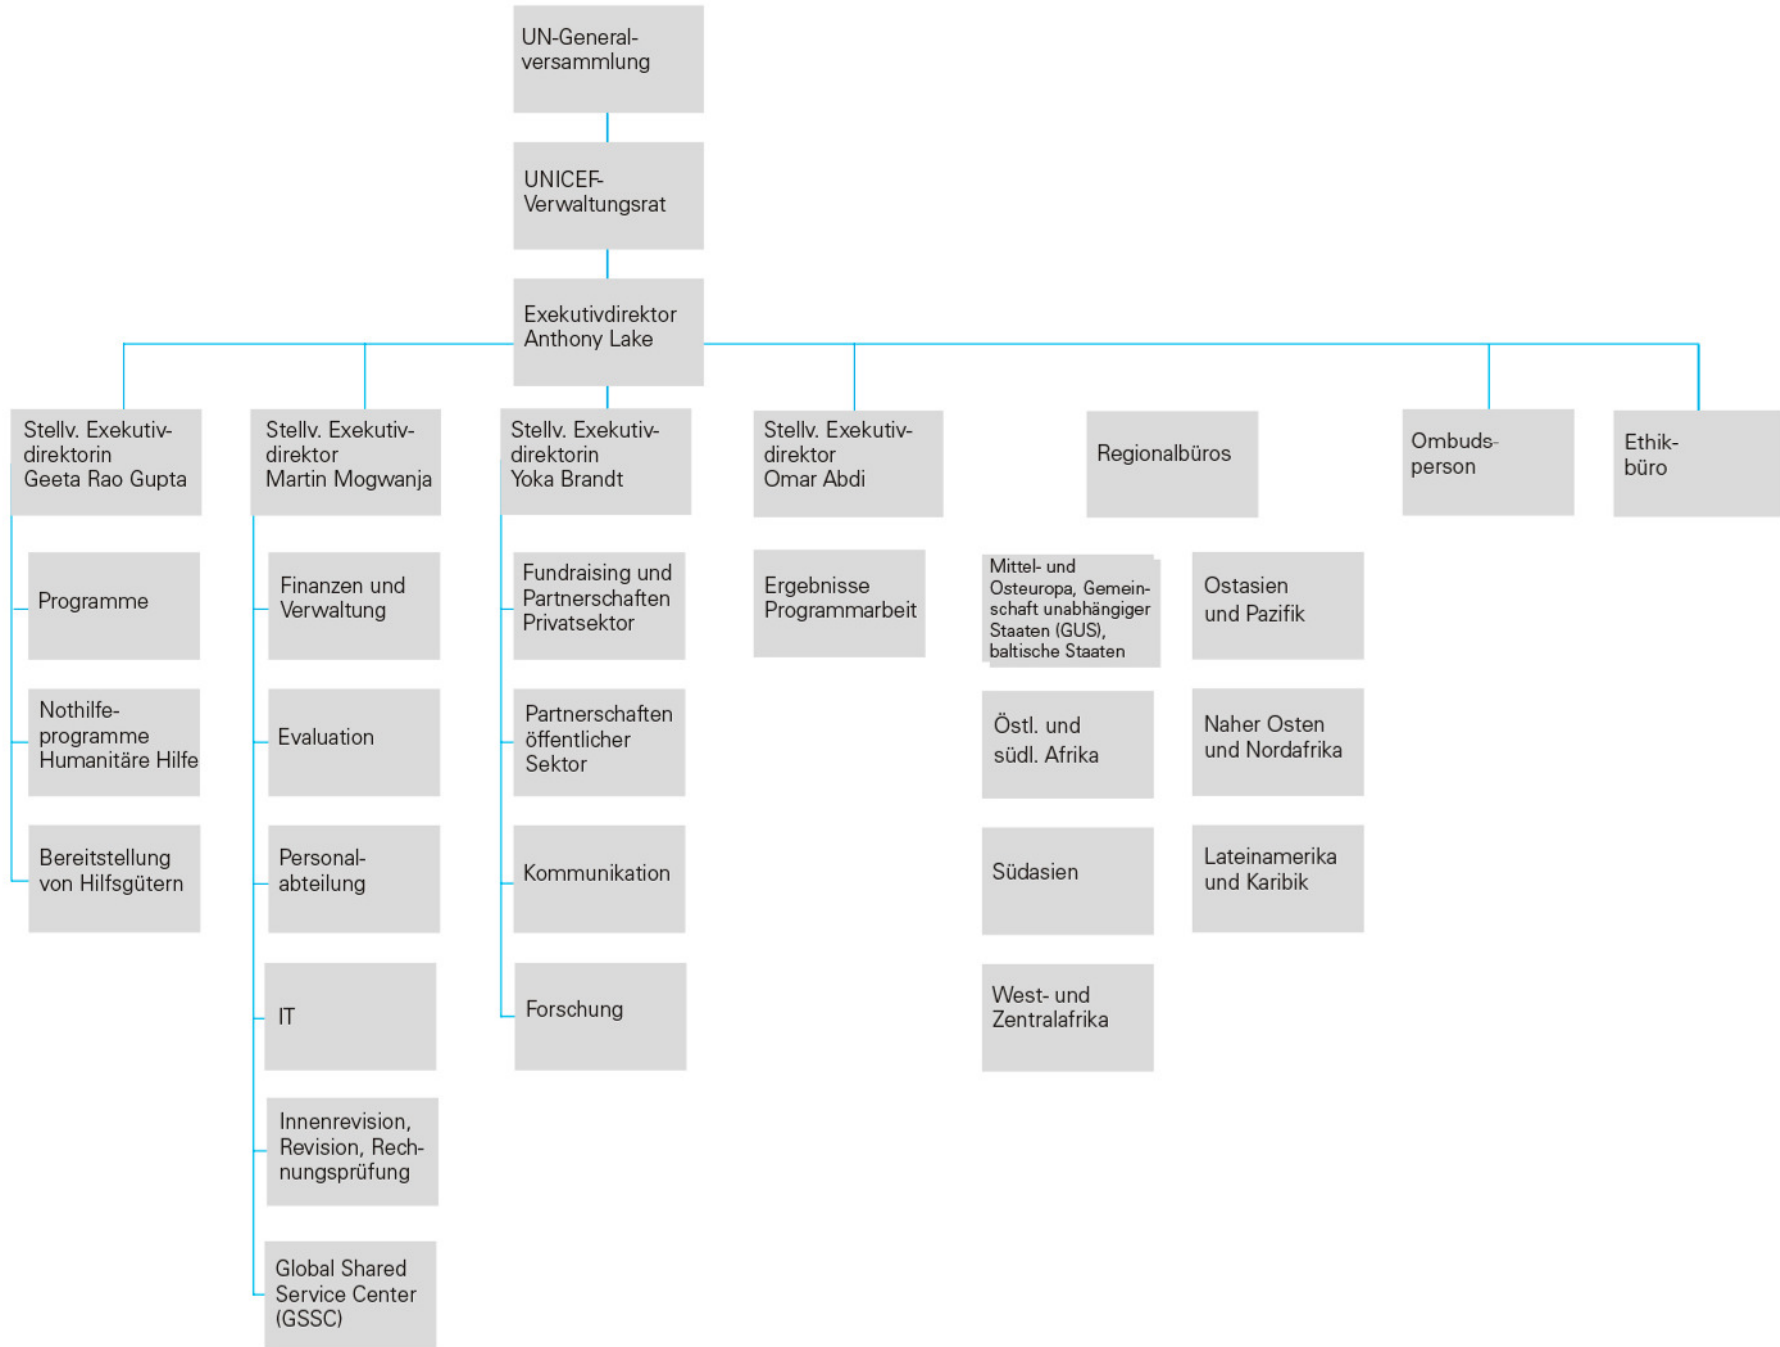 UN-General-
versammlung
UNICEF-
Verwaltungsrat
Exekutivdirektor
Anthony Lake
Stellv. Exekutiv-
direktorin
Geeta Rao Gupta
Programme
Nothilfe-
programme
Humanitäre Hilfe
Bereitstellung
von Hilfsgütern
Stellv. Exekutiv-
direktor
Martin Mogwanja
Finanzen und
Verwaltung
Evaluation
Personal-
abteilung
IT
Innenrevision,
Revision, Rech-
nungsprüfung
Global Shared
Service Center
(GSSC)
Stellv. Exekutiv-
direktorin
Yoka Brandt
Fundraising und
Partnerschaften
Privatsektor
Partnerschaften
öffentlicher
Sektor
Kommunikation
Forschung
Stellv. Exekutiv-
direktor
Omar Abdi
Ergebnisse
Programmarbeit
Regionalbüros
Mittel- und
Osteuropa, Gemein-
schaft unabhängiger
Staaten (GUS),
baltische Staaten
Östl. und
südl. Afrika
Südasien
West- und
Zentralafrika
Ostasien
und Pazifik
Naher Osten
und Nordafrika
Lateinamerika
und Karibik
Ombuds-
person
Ethik-
büro